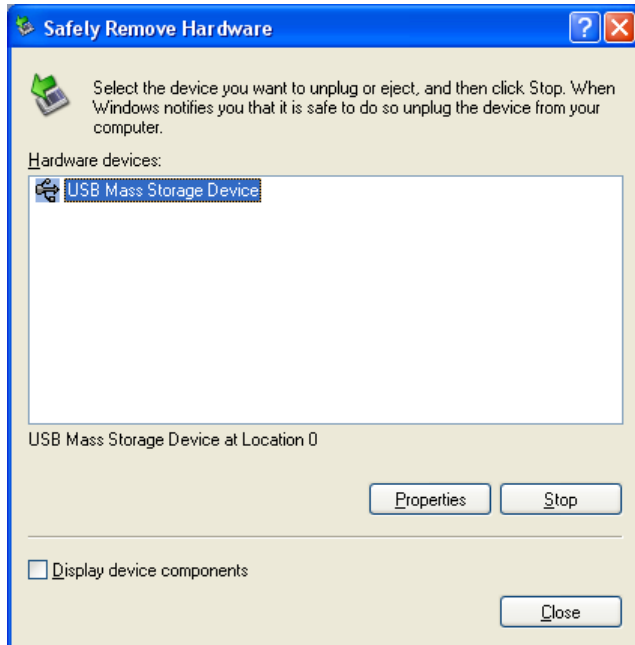 Safely Remove Hardware
Select the device you want to unplug or eject, and then click Stop. When
Windows notifies you that it is safe to do so unplug the device from your
computer.
Hardware devices:
USB Mass Storage Device
USB Mass Storage Device at Location 0
Properties Stop
Display device components
Close